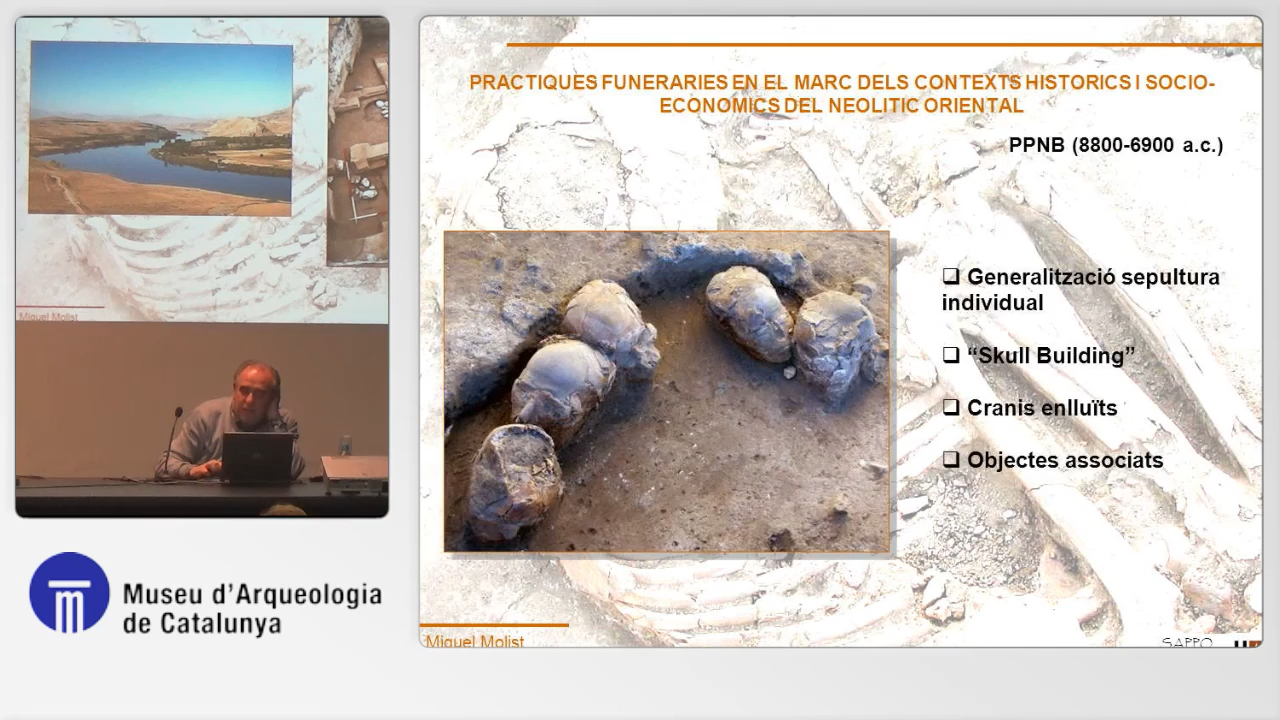 Miquel Molist
Museu d'Arqueologia
de Catalunya
PRACTIQUES FUNERARIES EN EL MARC DELS CONTEXTS HISTORICS I SOCIO-
ECONOMICS DEL NEOLITIC ORIENTAL
PPNB (8800-6900 a.c.)
❑ Generalització sepultura
individual
❑ “Skull Building”
❑ Cranis enlluïts
❑ Objectes associats
Miquel Molist
SAPPO